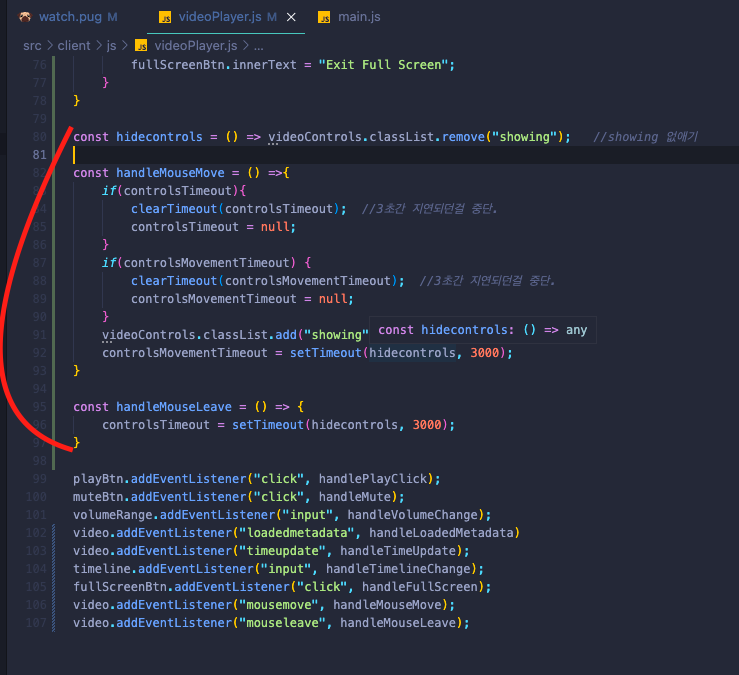 watch.pug M
JS videoPlayer.js M ×
JS main.js
src > client > js > JS videoPlayer.js > ...
76 fullScreenBtn.innerText = "Exit Full Screen";
77 }
78 }
79
80 const hidecontrols = () => videoControls.classList.remove("showing"); //showing 없애기
81
82 const handleMouseMove = () =>{
if(controlsTimeout){
84 clearTimeout(controlsTimeout); //3초간 지연되던걸 중단.
85 controlsTimeout = null;
86 }
87 if(controlsMovementTimeout) {
88 clearTimeout(controlsMovementTimeout); //3초간 지연되던걸 중단.
89 controlsMovementTimeout = null;
90 }
91 videoControls.classList.add("showing"
const hidecontrols: () => any
92 controlsMovementTimeout = setTimeout(hidecontrols, 3000);
93 }
94
95 const handleMouseLeave = () => {
96 controlsTimeout = setTimeout(hidecontrols, 3000);
97 }
98
99 playBtn.addEventListener("click", handlePlayClick);
100 muteBtn.addEventListener("click", handleMute);
101 volumeRange.addEventListener("input", handleVolumeChange);
102 video.addEventListener("loadedmetadata", handleLoadedMetadata)
103 video.addEventListener("timeupdate", handleTimeUpdate);
104 timeline.addEventListener("input", handleTimelineChange);
105 fullScreenBtn.addEventListener("click", handleFullScreen);
106 video.addEventListener("mousemove", handleMouseMove);
107 video.addEventListener("mouseleave", handleMouseLeave);